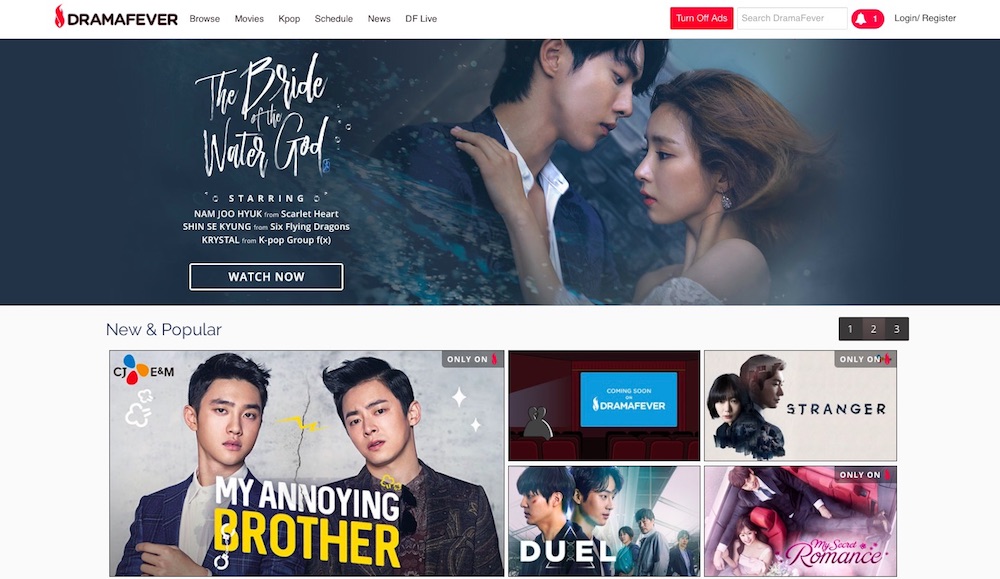 DRAMAFEVER
Browse Movies Kpop Schedule News DF Live
Turn Off Ads
Search DramaFever
1
Login/ Register
The Bride
of the
Water God
STARRING
NAM JOO HYUK from Scarlet Heart
SHIN SE KYUNG from Six Flying Dragons
KRYSTAL from K-pop Group f(x)
WATCH NOW
New & Popular
1 2 3
CJ E&M
ONLY ON
MY ANNOYING
BROTHER
COMING SOON
ON
DRAMAFEVER
ONLY ON
STRANGER
DUEL
ONLY ON
My Secret
Romance